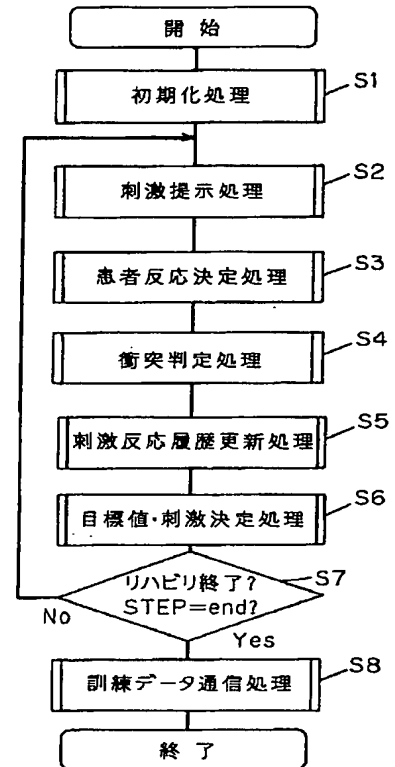 開始
初期化処理
S1
刺激提示処理
S2
患者反応決定処理
S3
衝突判定処理
S4
刺激反応履歴更新処理
S5
目標値・刺激決定処理
S6
リハビリ終了?
STEP=end?
S7
No
Yes
訓練データ通信処理
S8
終了